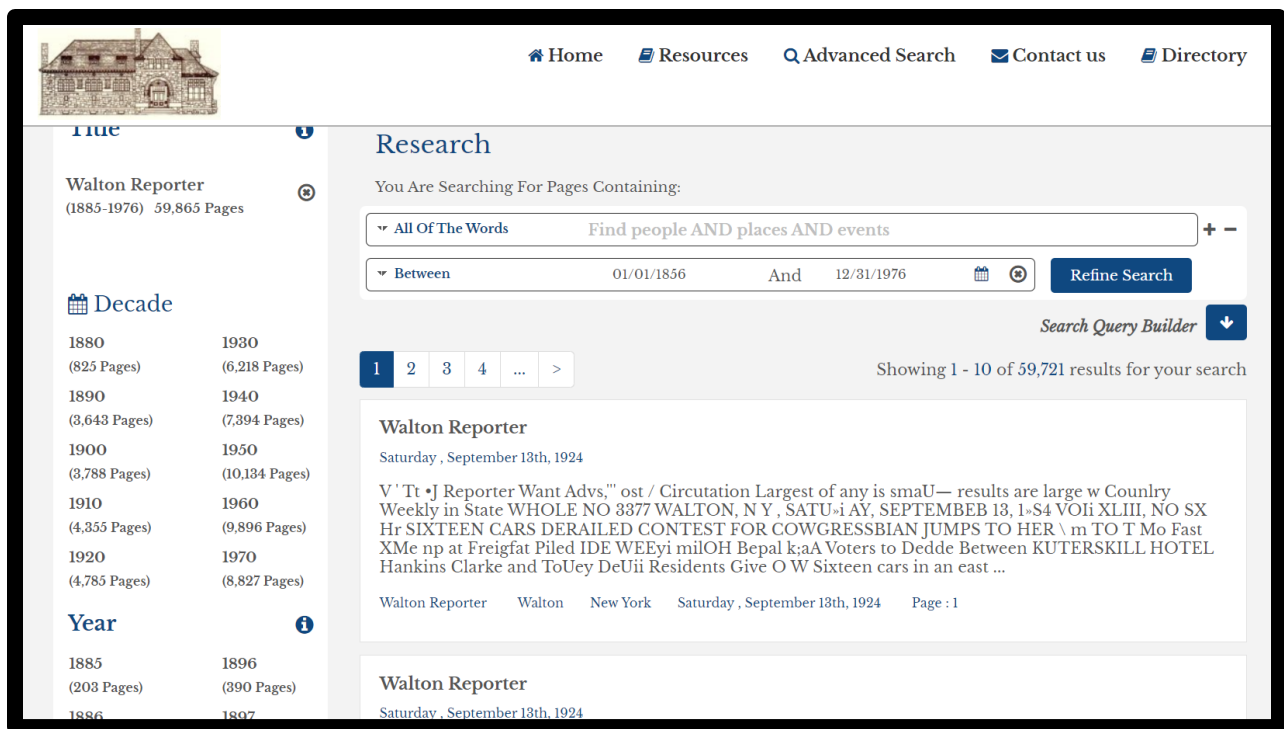 Home Resources Advanced Search Contact us Directory
Title
Walton Reporter
(1885-1976) 59,865 Pages
Decade
1880 1930
(825 Pages) (6,218 Pages)
1890 1940
(3,643 Pages) (7,394 Pages)
1900 1950
(3,788 Pages) (10,134 Pages)
1910 1960
(4,355 Pages) (9,896 Pages)
1920 1970
(4,785 Pages) (8,827 Pages)
Year
1885 1896
(203 Pages) (390 Pages)
1886 1897
Research
You Are Searching For Pages Containing:
All Of The Words Find people AND places AND events
Between 01/01/1856 And 12/31/1976 Refine Search
Search Query Builder
1 2 3 4 ... > Showing 1 - 10 of 59,721 results for your search
Walton Reporter
Saturday , September 13th, 1924
V ' Tt •J Reporter Want Advs,"' ost / Circutation Largest of any is smaU— results are large w Counlry
Weekly in State WHOLE NO 3377 WALTON, N Y , SATU»i AY, SEPTEMBEB 13, 1»S4 VOIi XLIII, NO SX
Hr SIXTEEN CARS DERAILED CONTEST FOR COWGRESSBIAN JUMPS TO HER \ m TO T Mo Fast
XMe np at Freigfat Piled IDE WEEyi milOH Bepal k;aA Voters to Dedde Between KUTERSKILL HOTEL
Hankins Clarke and ToUey DeUii Residents Give O W Sixteen cars in an east ...
Walton Reporter Walton New York Saturday , September 13th, 1924 Page : 1
Walton Reporter
Saturday , September 13th, 1924